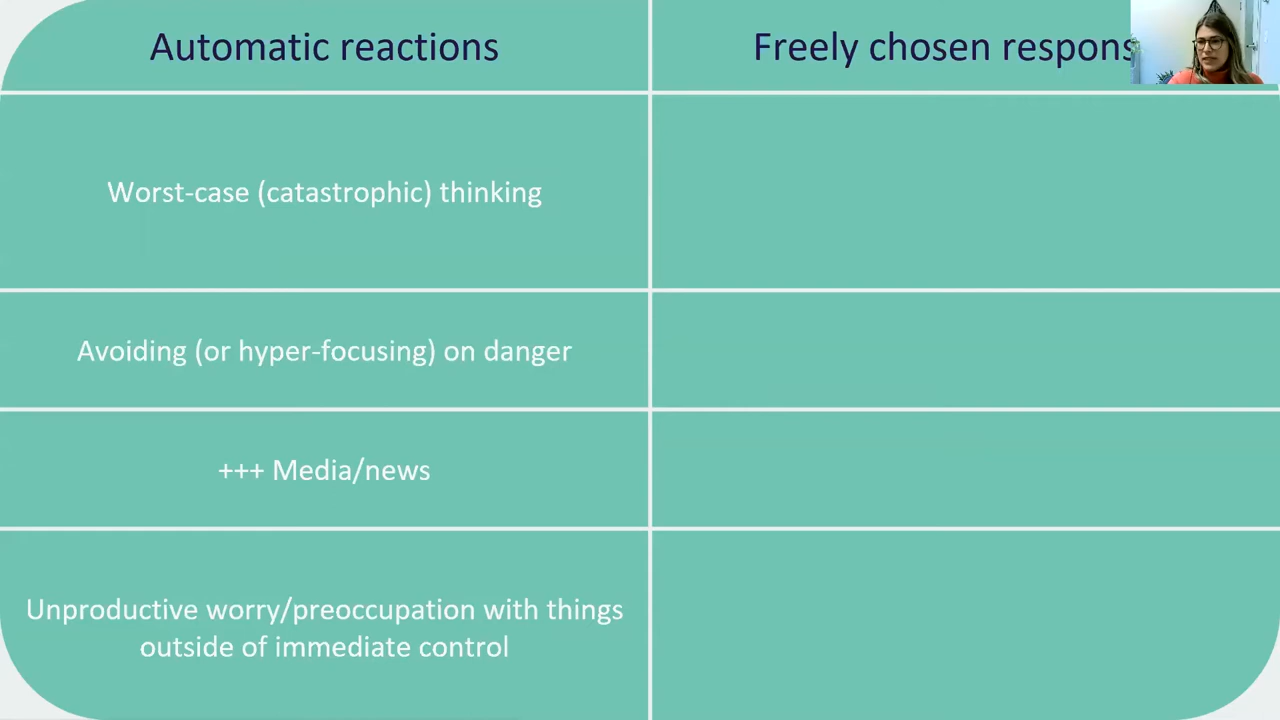 Automatic reactions
Freely chosen respons
Worst-case (catastrophic) thinking
Avoiding (or hyper-focusing) on danger
+++ Media/news
Unproductive worry/preoccupation with things
outside of immediate control